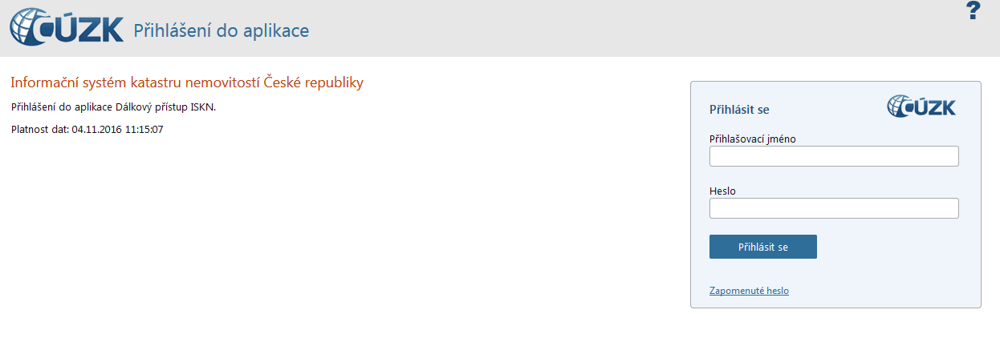 ČÚZK Přihlášení do aplikace ?
Informační systém katastru nemovitostí České republiky
Přihlášení do aplikace Dálkový přístup ISKN.
Platnost dat: 04.11.2016 11:15:07
Přihlásit se ČÚZK
Přihlašovací jméno
Heslo
Přihlásit se
Zapomenuté heslo